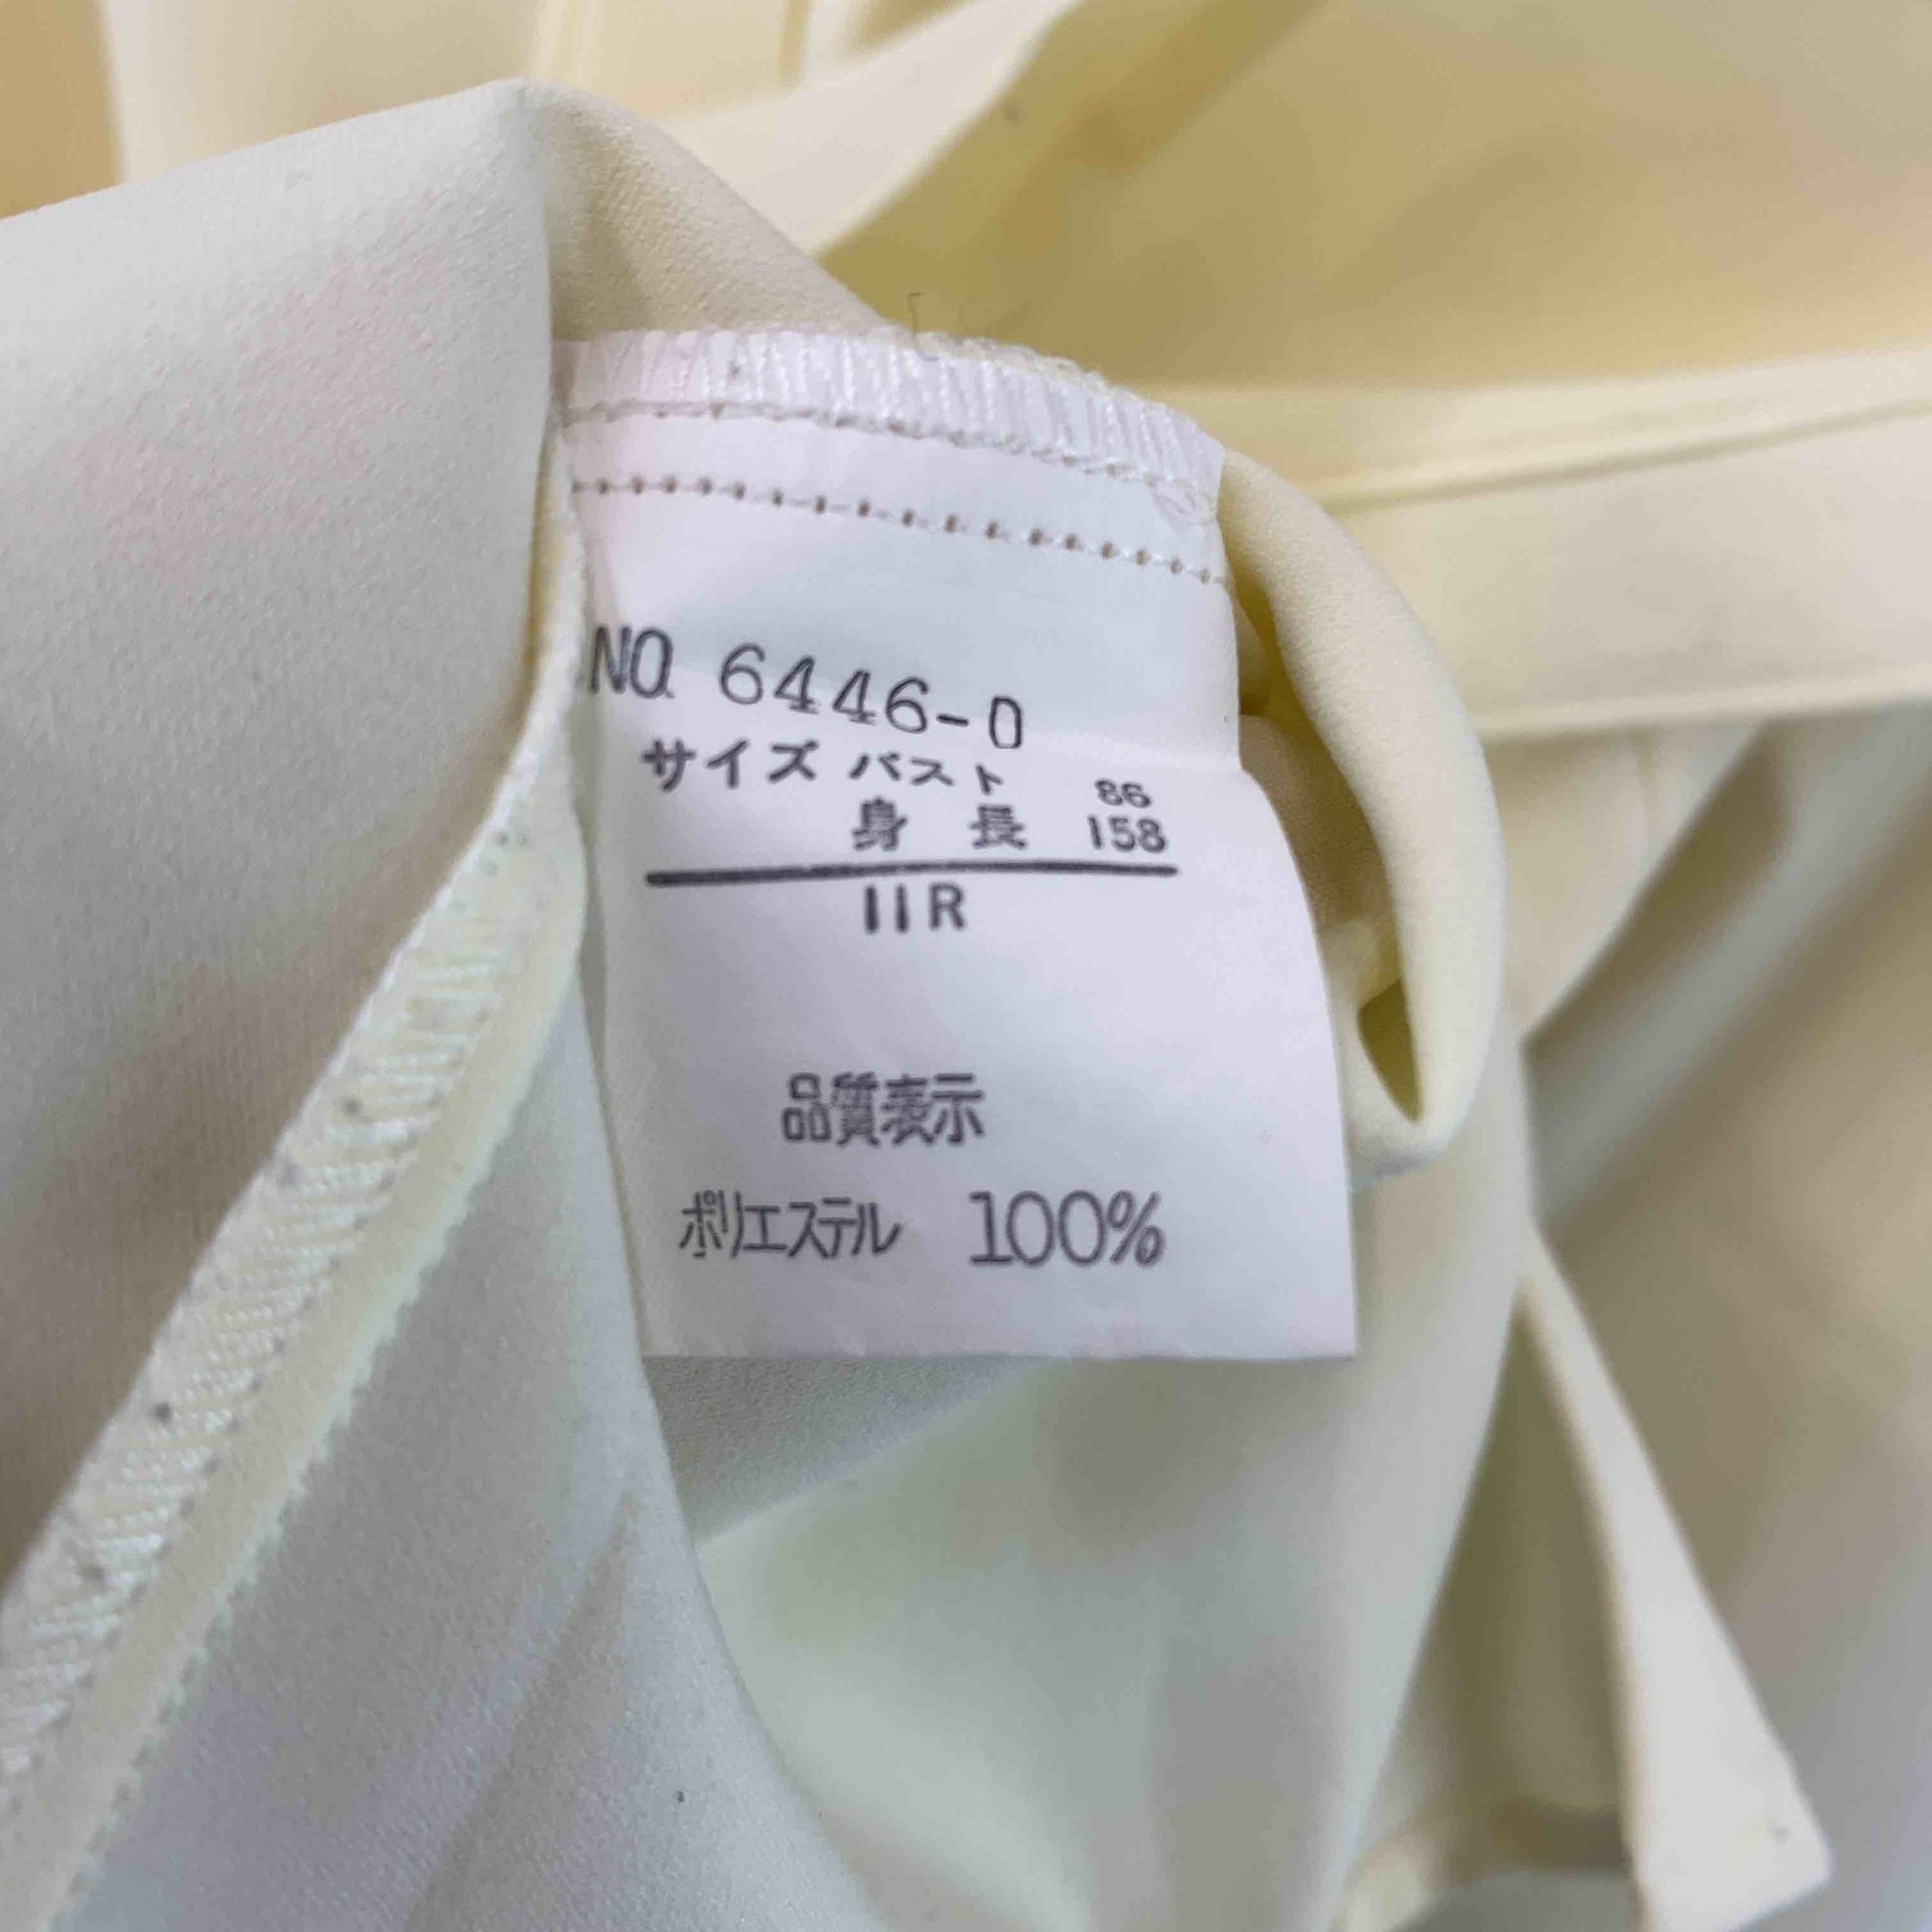 NO. 6446-0
サイズ バスト 86
身長 158
11R
品質表示
ポリエステル 100%